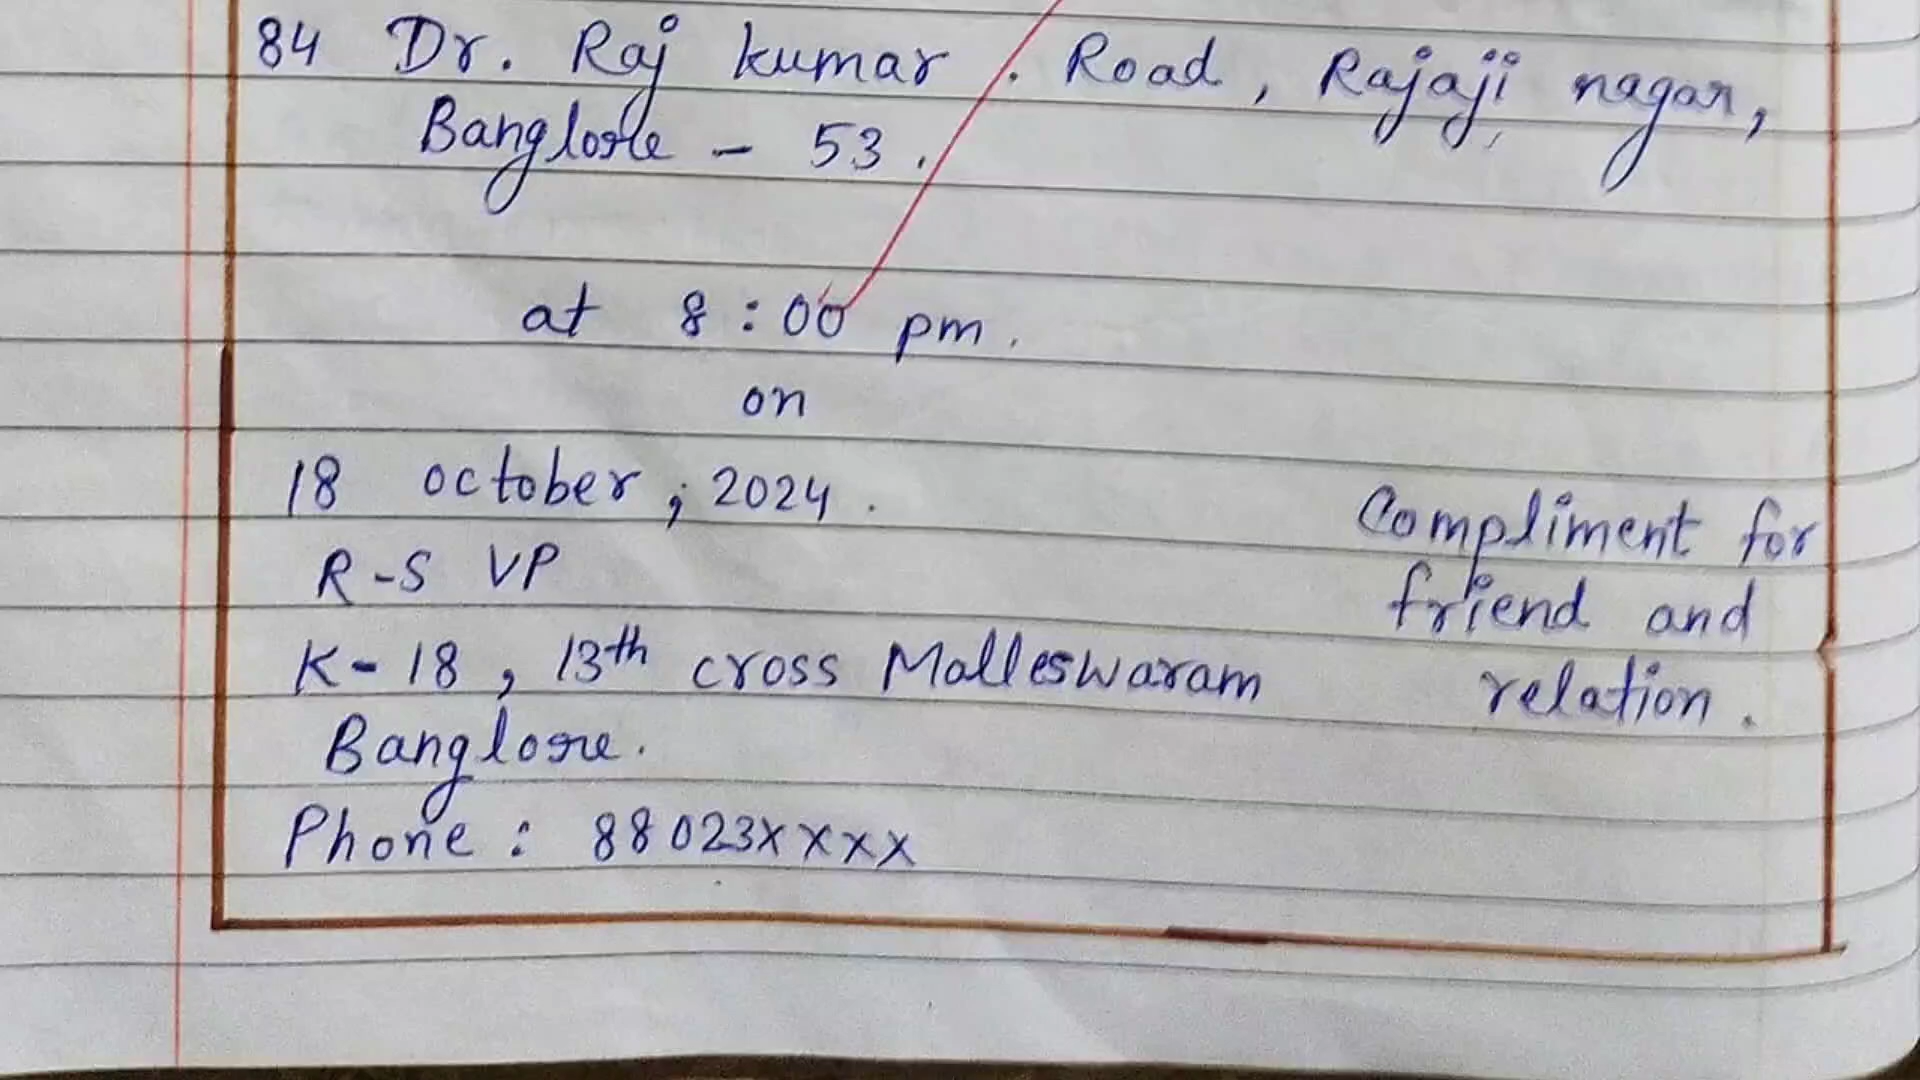 84 Dr. Raj kumar . Road, Rajaji nagar,
Banglore - 53.
at 8:00 pm.
on
18 october, 2024.
R-S VP
K-18, 13th cross Malleswaram
Banglore.
Phone : 88023xxxx
Compliment for
friend and
relation.